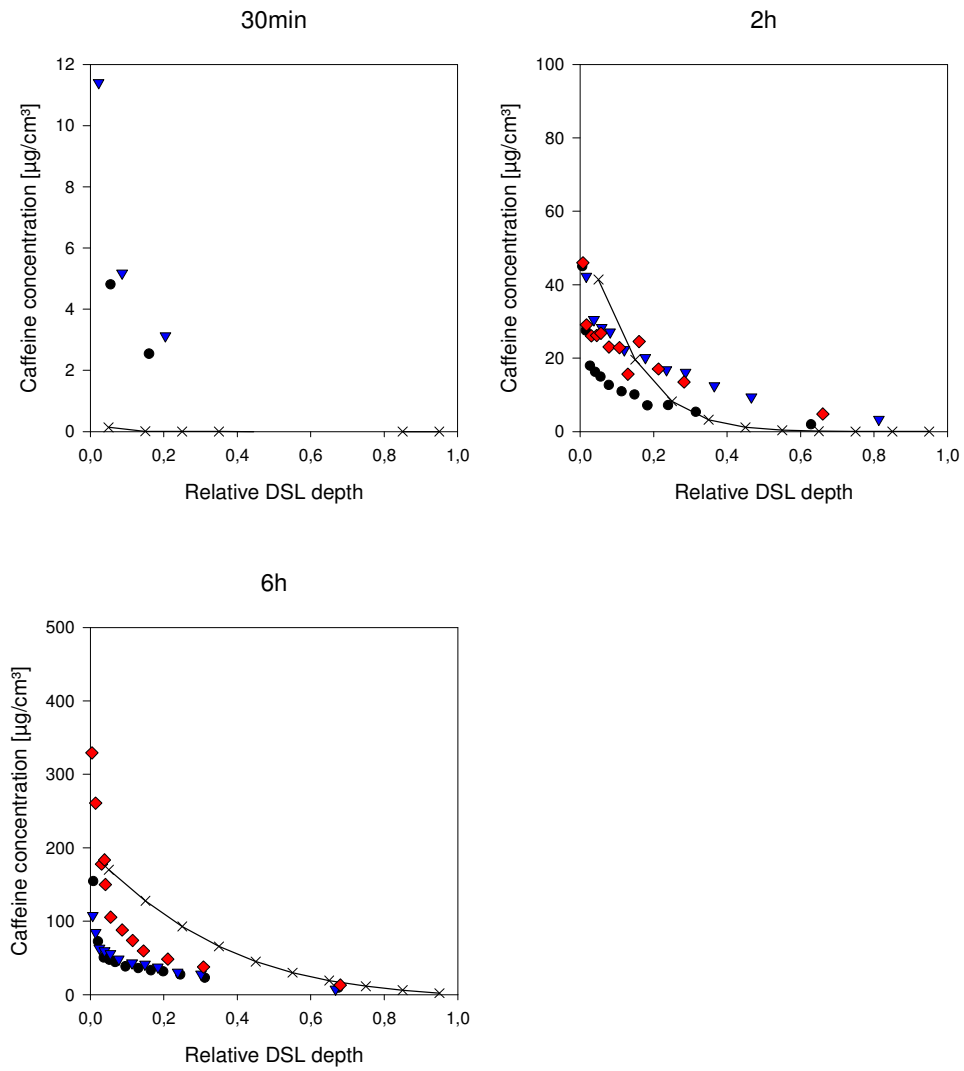 30min
2h
12
10
8
6
4
2
0
Caffeine concentration [µg/cm³]
0,0 0,2 0,4 0,6 0,8 1,0
Relative DSL depth
100
80
60
40
20
0
Caffeine concentration [µg/cm³]
0,0 0,2 0,4 0,6 0,8 1,0
Relative DSL depth
6h
500
400
300
200
100
0
Caffeine concentration [µg/cm³]
0,0 0,2 0,4 0,6 0,8 1,0
Relative DSL depth